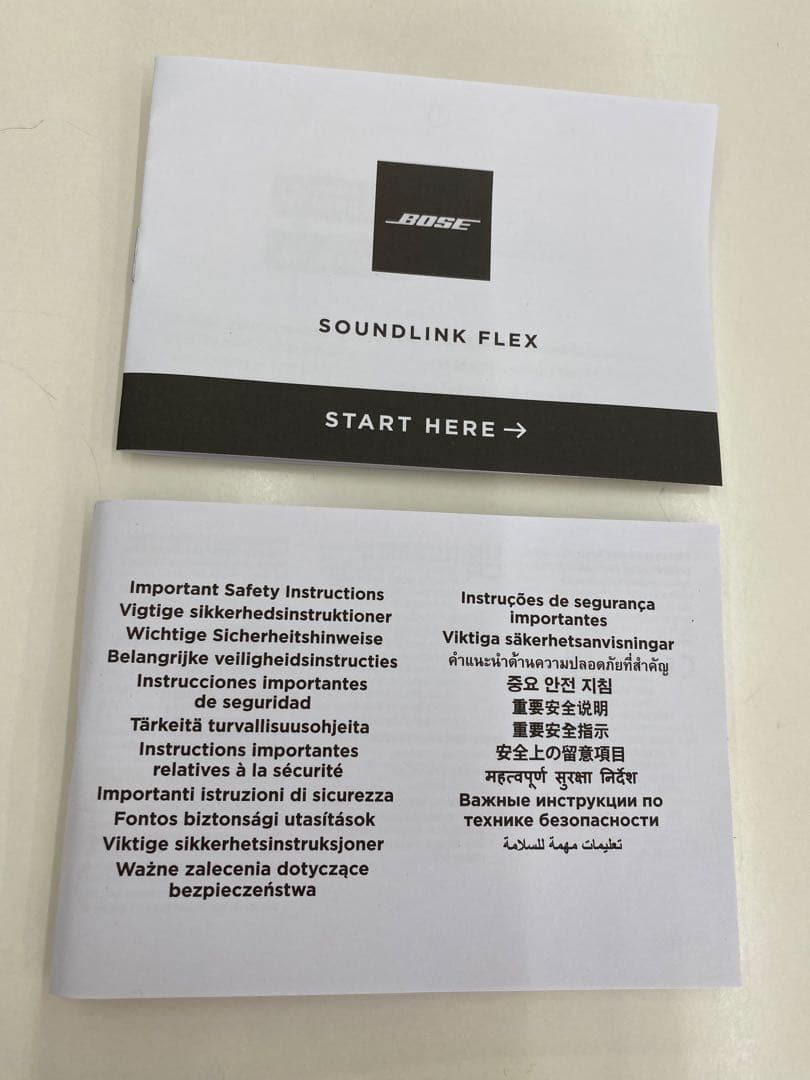 BOSE
SOUNDLINK FLEX
START HERE→
Important Safety Instructions
Vigtige sikkerhedsinstruktioner
Wichtige Sicherheitshinweise
Belangrijke veiligheidsinstructies
Instrucciones importantes
de seguridad
Tärkeitä turvallisuusohjeita
Instructions importantes
relatives à la sécurité
Importanti istruzioni di sicurezza
Fontos biztonsági utasítások
Viktige sikkerhetsinstruksjoner
Ważne zalecenia dotyczące
bezpieczeństwa
Instruções de segurança
importantes
Viktiga säkerhetsanvisningar
คำแนะนำด้านความปลอดภัยที่สำคัญ
중요 안전 지침
重要安全说明
重要安全指示
安全上の留意項目
महत्वपूर्ण सुरक्षा निर्देश
Важные инструкции по
технике безопасности
تعليمات مهمة للسلامة